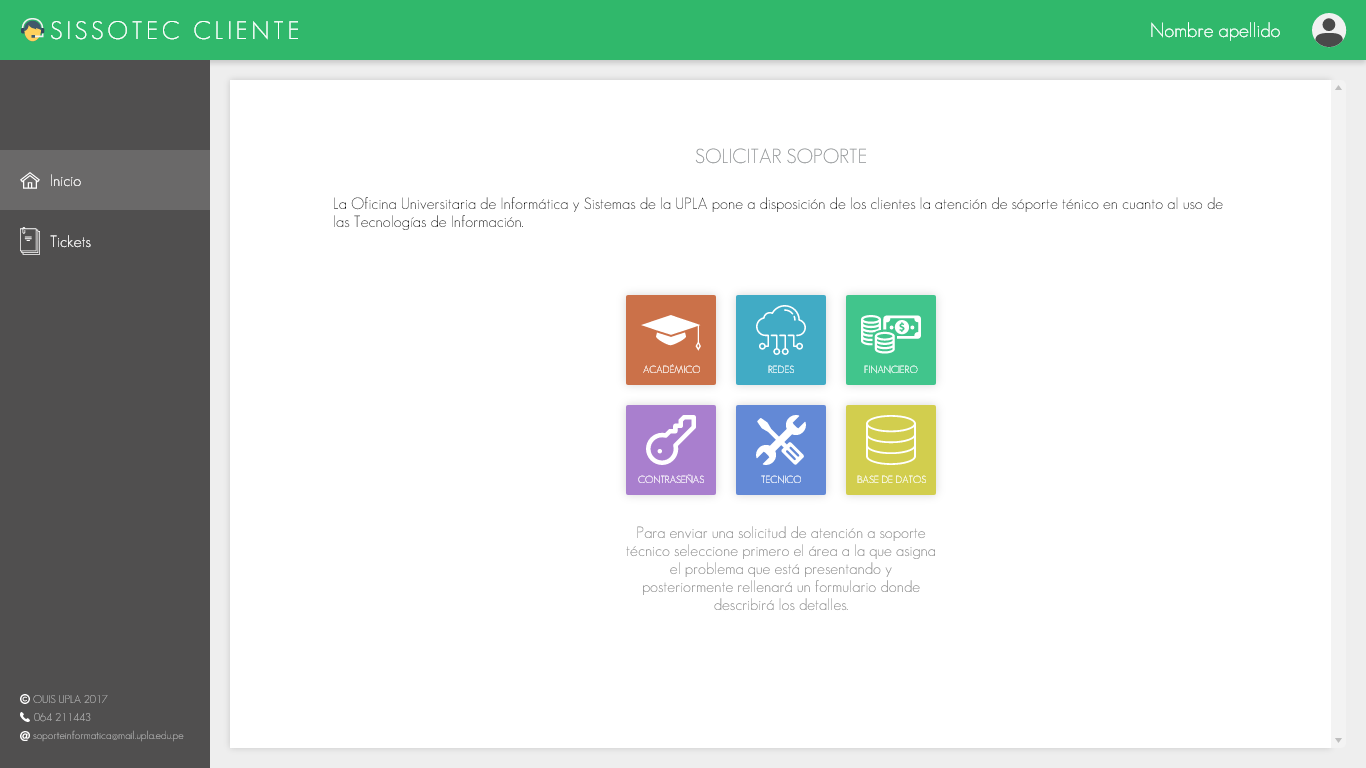 SISSOTEC CLIENTE
Nombre apellido
Inicio
Tickets
SOLICITAR SOPORTE
La Oficina Universitaria de Informática y Sistemas de la UPLA pone a disposición de los clientes la atención de sóporte ténico en cuanto al uso de
las Tecnologías de Información.
ACADÉMICO
REDES
FINANCIERO
CONTRASEÑAS
TECNICO
BASE DE DATOS
Para enviar una solicitud de atención a soporte
técnico seleccione primero el área a la que asigna
el problema que está presentando y
posteriormente rellenará un formulario donde
describirá los detalles.
© OUIS UPLA 2017
064 211443
@ soporteinformatica@mail.upla.edu.pe